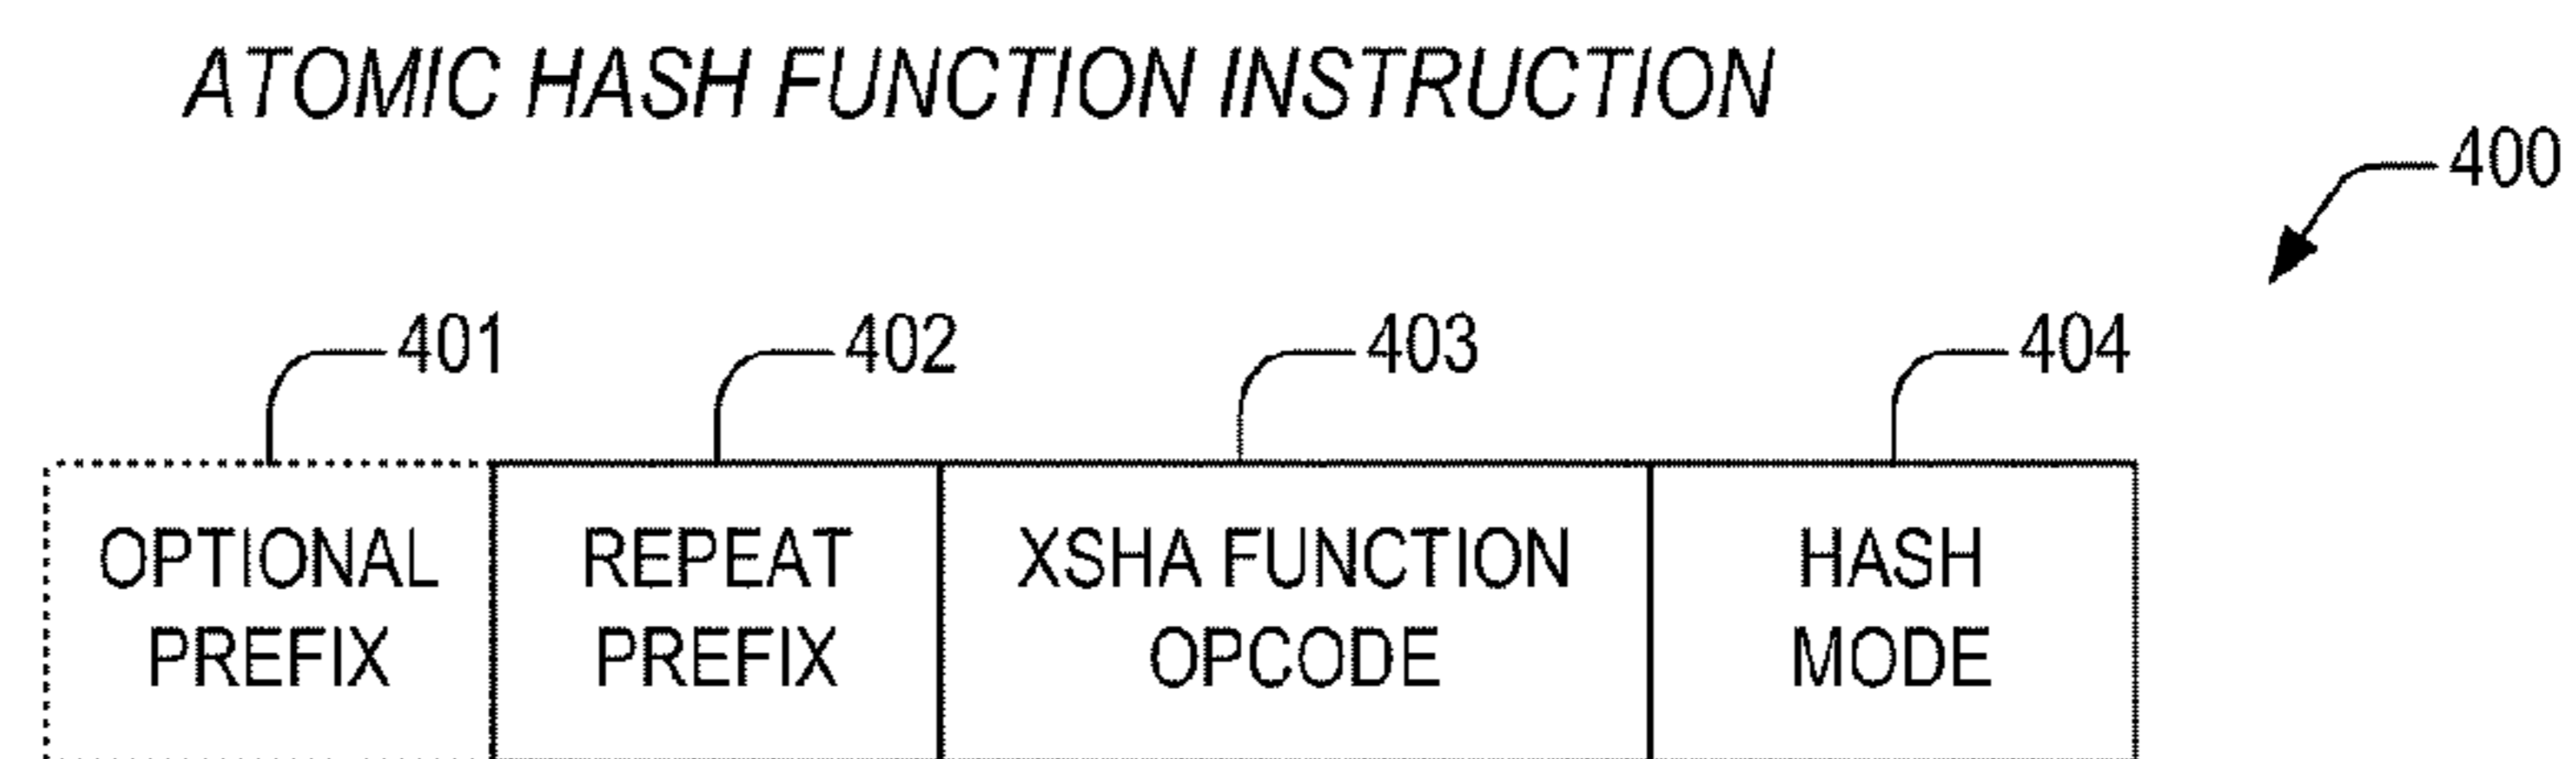 ATOMIC HASH FUNCTION INSTRUCTION
400
401 402 403 404
OPTIONAL PREFIX
REPEAT PREFIX
XSHA FUNCTION OPCODE
HASH MODE